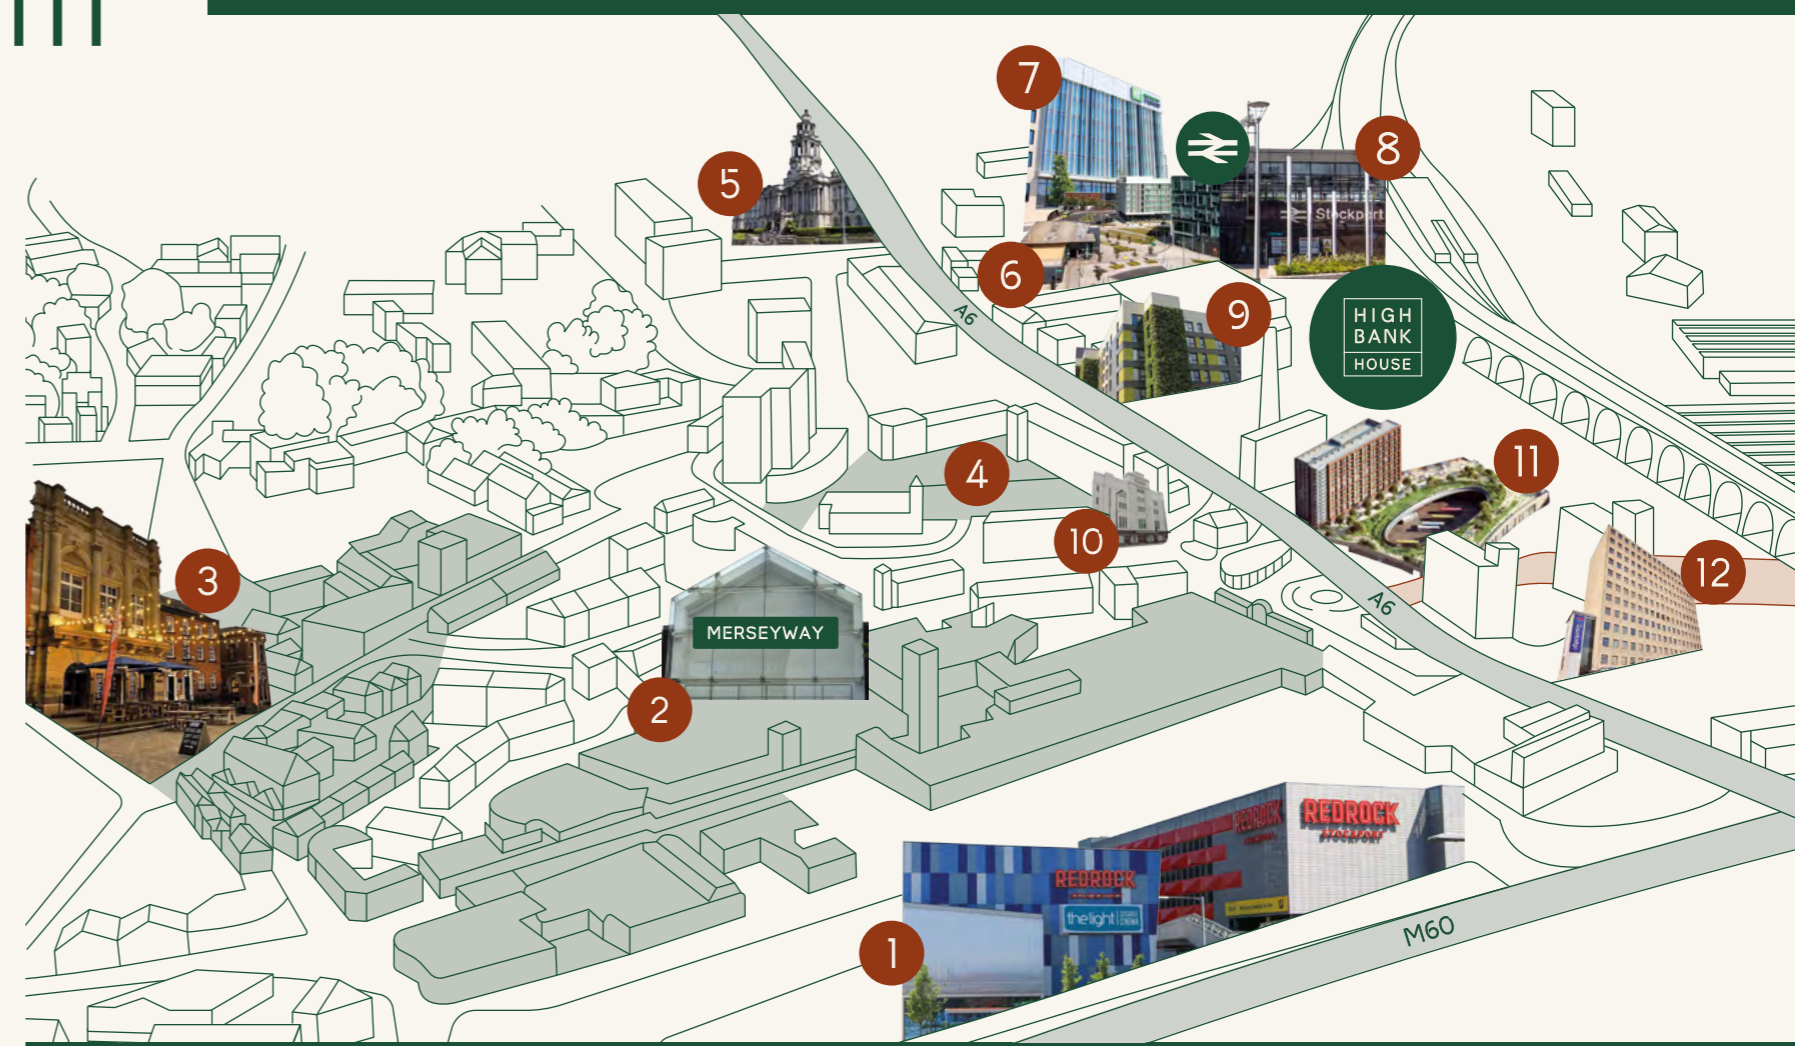 7
8
5
Stockport
6
9
A6
HIGH
BANK
HOUSE
4
11
10
3
12
A6
MERSEYWAY
2
REDROCK
REDROCK
STOCKPORT
REDROCK
the light
CINEMA
1
M60